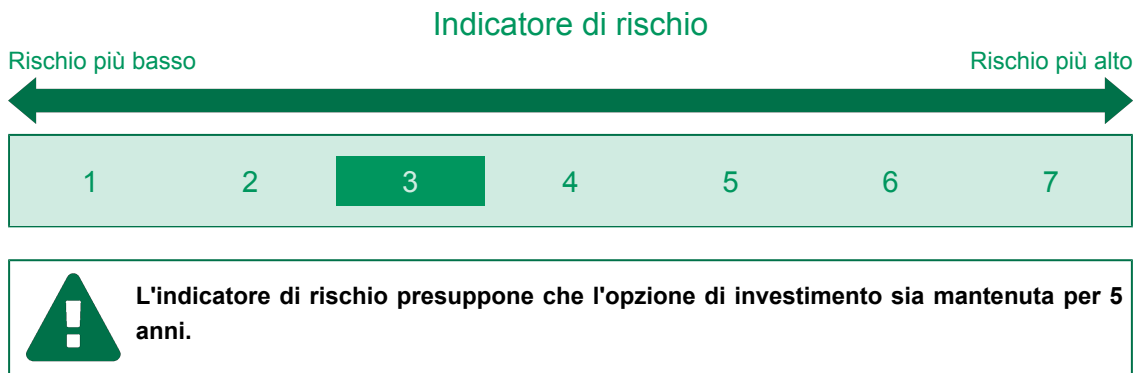 Indicatore di rischio
Rischio più basso
Rischio più alto
1 2 3 4 5 6 7
L'indicatore di rischio presuppone che l'opzione di investimento sia mantenuta per 5
anni.